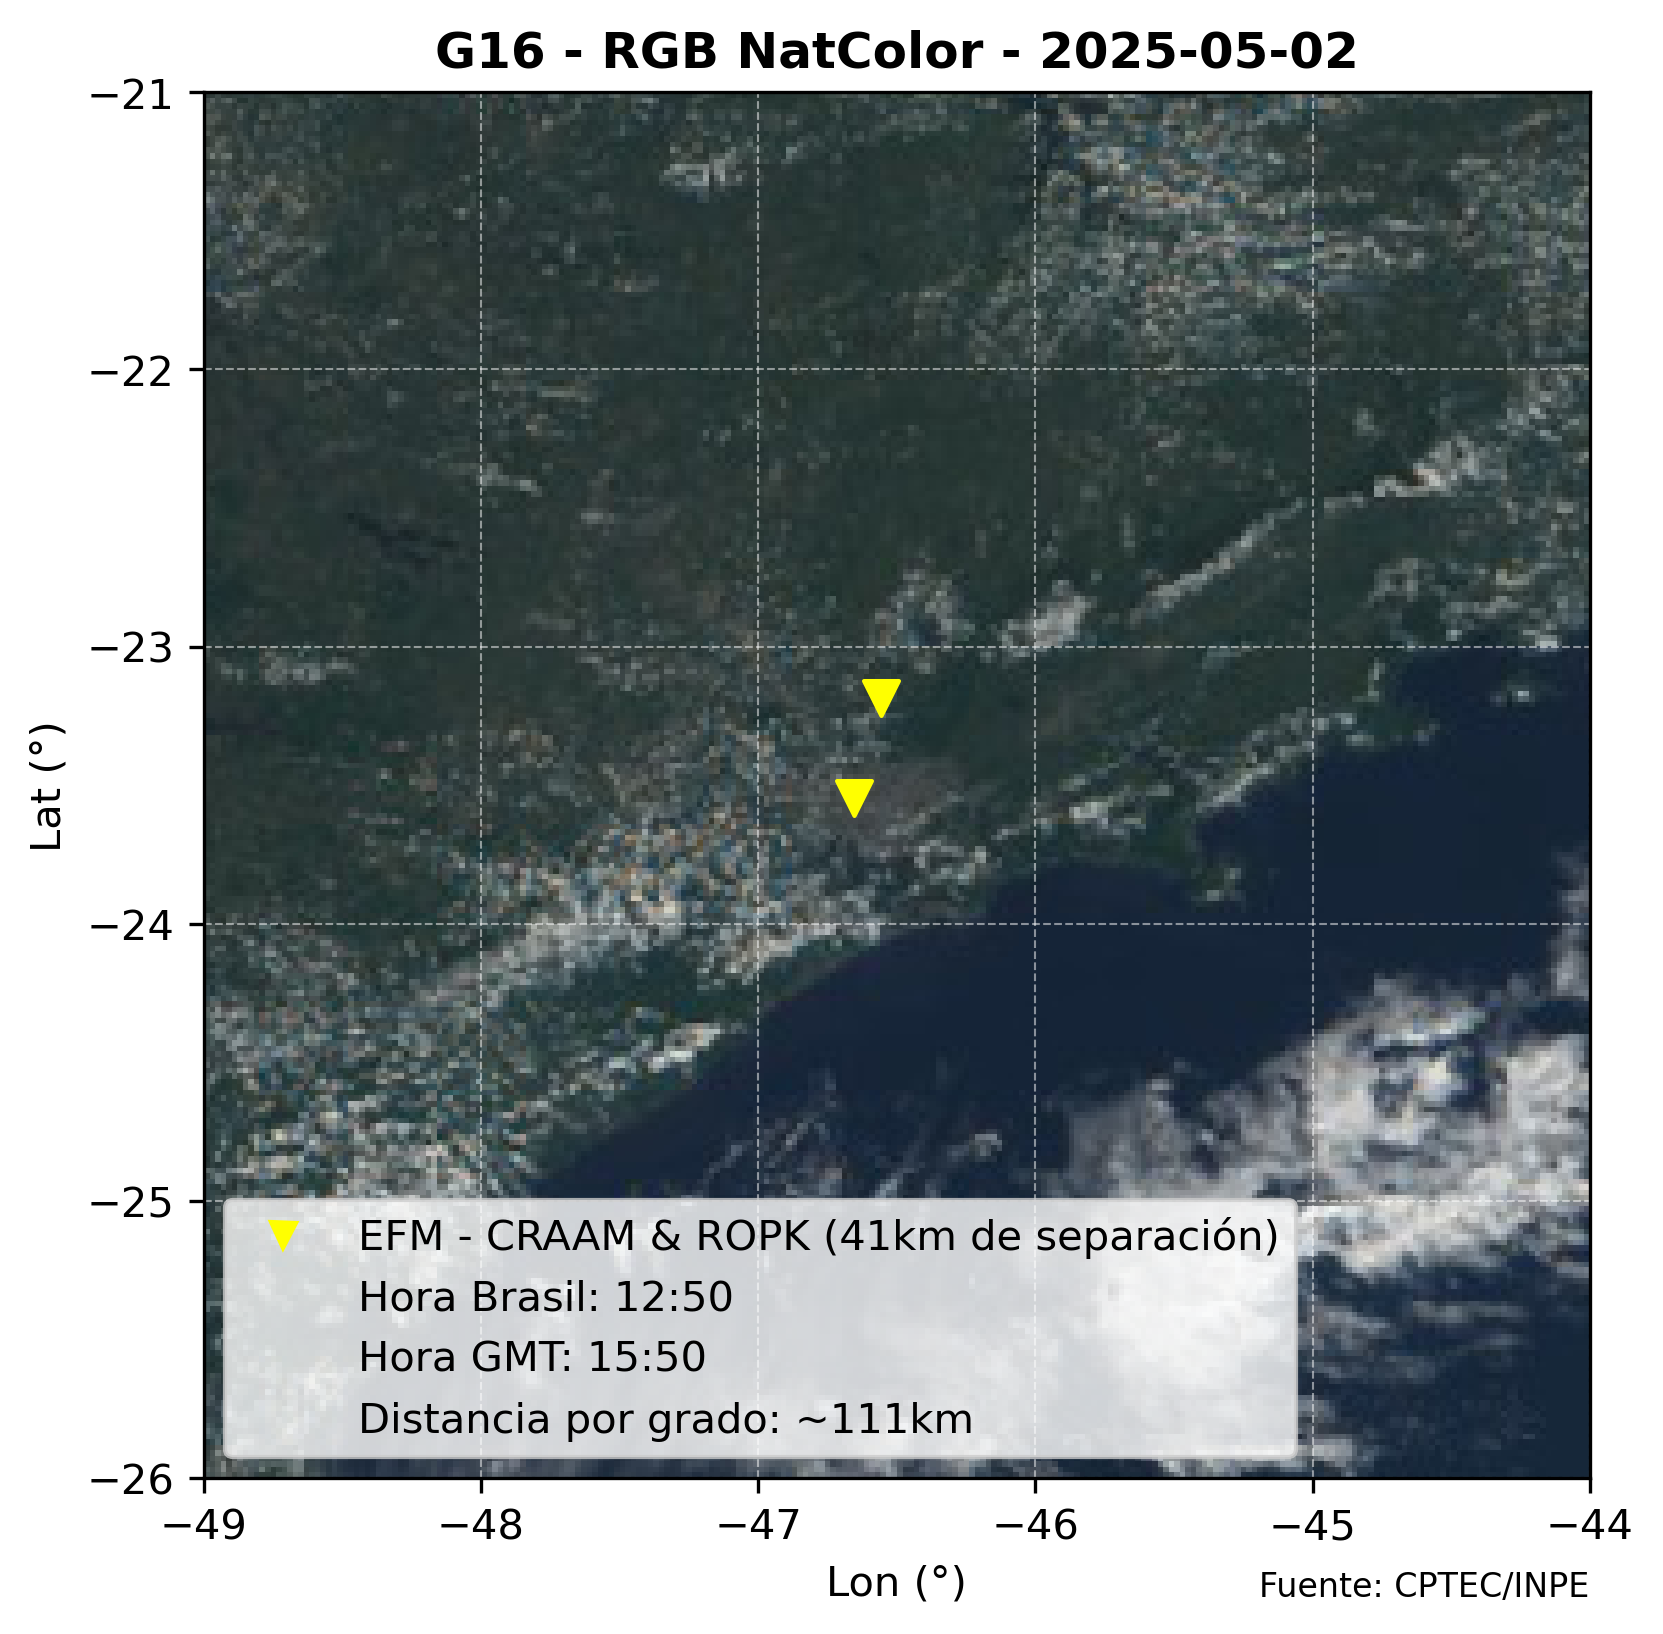 G16 - RGB NatColor - 2025-05-02
−21
−22
−23
−24
−25
−26
Lat (°)
EFM - CRAAM & ROPK (41km de separación)
Hora Brasil: 12:50
Hora GMT: 15:50
Distancia por grado: ~111km
−49 −48 −47 −46 −45 −44
Lon (°)
Fuente: CPTEC/INPE